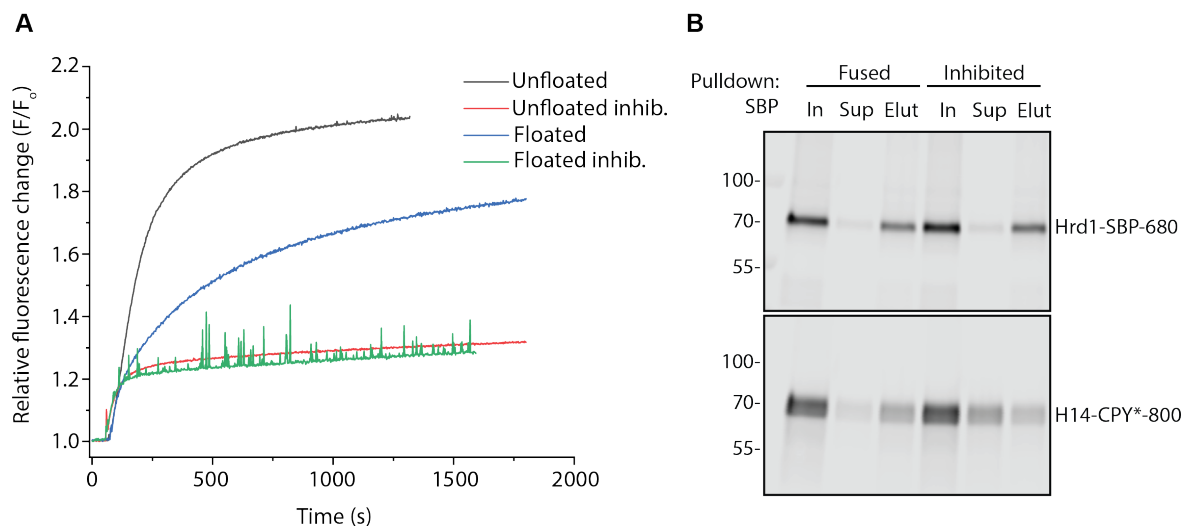 A
Relative fluorescence change (F/Fo)
2.2
2.0
1.8
1.6
1.4
1.2
1.0
0
500
1000
1500
2000
Time (s)
Unfloated
Unfloated inhib.
Floated
Floated inhib.
B
Pulldown:
SBP
Fused
Inhibited
In Sup Elut In Sup Elut
100-
70-
55-
Hrd1-SBP-680
100-
70-
55-
H14-CPY*-800